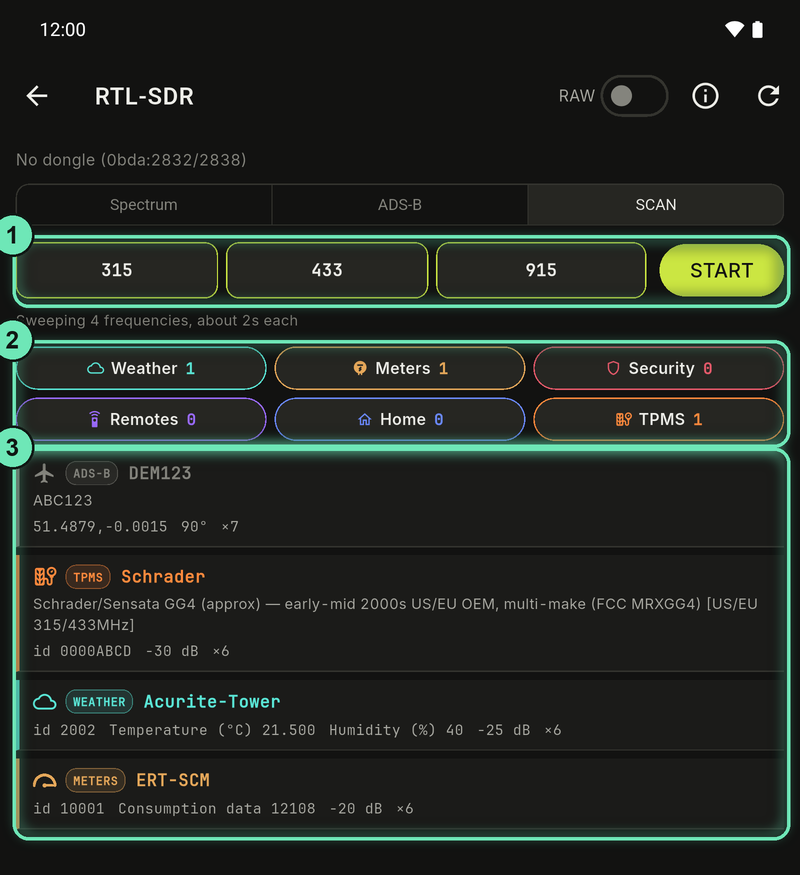 12:00
RTL-SDR RAW
No dongle (0bda:2832/2838)
Spectrum ADS-B SCAN
1
315 433 915 START
Sweeping 4 frequencies, about 2s each
2
Weather 1 Meters 1 Security 0
Remotes 0 Home 0 TPMS 1
3
ADS-B DEM123
ABC123
51.4879,-0.0015 90° ×7
TPMS Schrader
Schrader/Sensata GG4 (approx) — early-mid 2000s US/EU OEM, multi-make (FCC MRXGG4) [US/EU
315/433MHz]
id 0000ABCD -30 dB ×6
WEATHER Acurite-Tower
id 2002 Temperature (°C) 21.500 Humidity (%) 40 -25 dB ×6
METERS ERT-SCM
id 10001 Consumption data 12108 -20 dB ×6